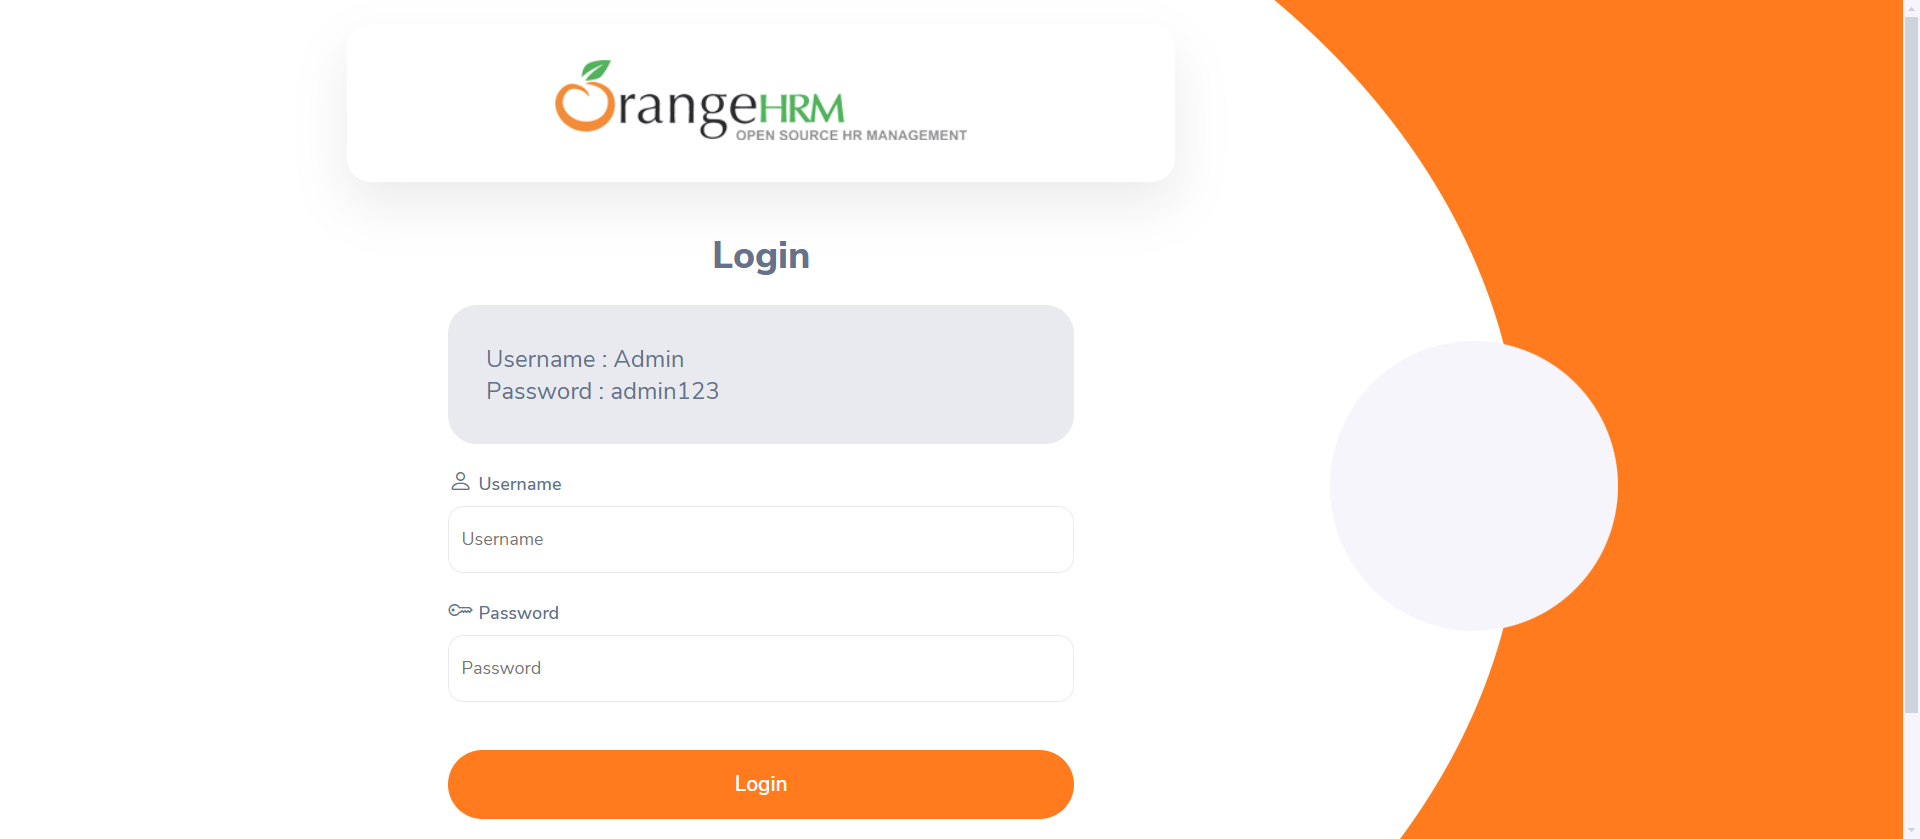 OrangeHRM
OPEN SOURCE HR MANAGEMENT
Login
Username : Admin
Password : admin123
Username
Username
Password
Password
Login